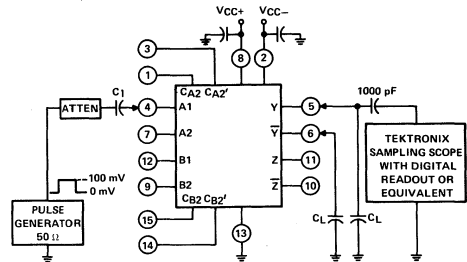 VCC+ VCC−
3 8 2
1 CA2 CA2' 1000 pF
C1
ATTEN 4 A1 Y 5
7 A2 Y̅ 6
12 B1 Z 11
9 B2 Z̅ 10
CB2 CB2'
15
14 13
CL CL
100 mV
0 mV
PULSE
GENERATOR
50 Ω
TEKTRONIX
SAMPLING SCOPE
WITH DIGITAL
READOUT OR
EQUIVALENT